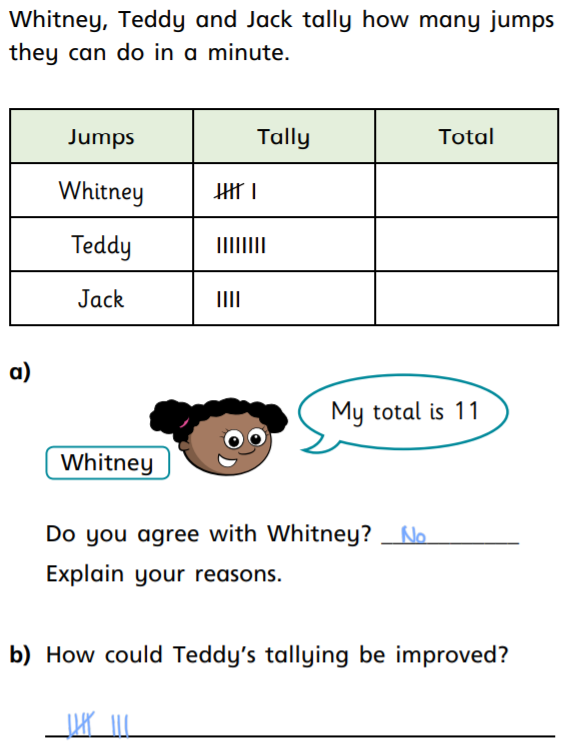 Whitney, Teddy and Jack tally how many jumps
they can do in a minute.
Jumps Tally Total
Whitney 卌 I
Teddy IIIIIIII
Jack IIII
a)
My total is 11
Whitney
Do you agree with Whitney? No
Explain your reasons.
b) How could Teddy's tallying be improved?
卌 III